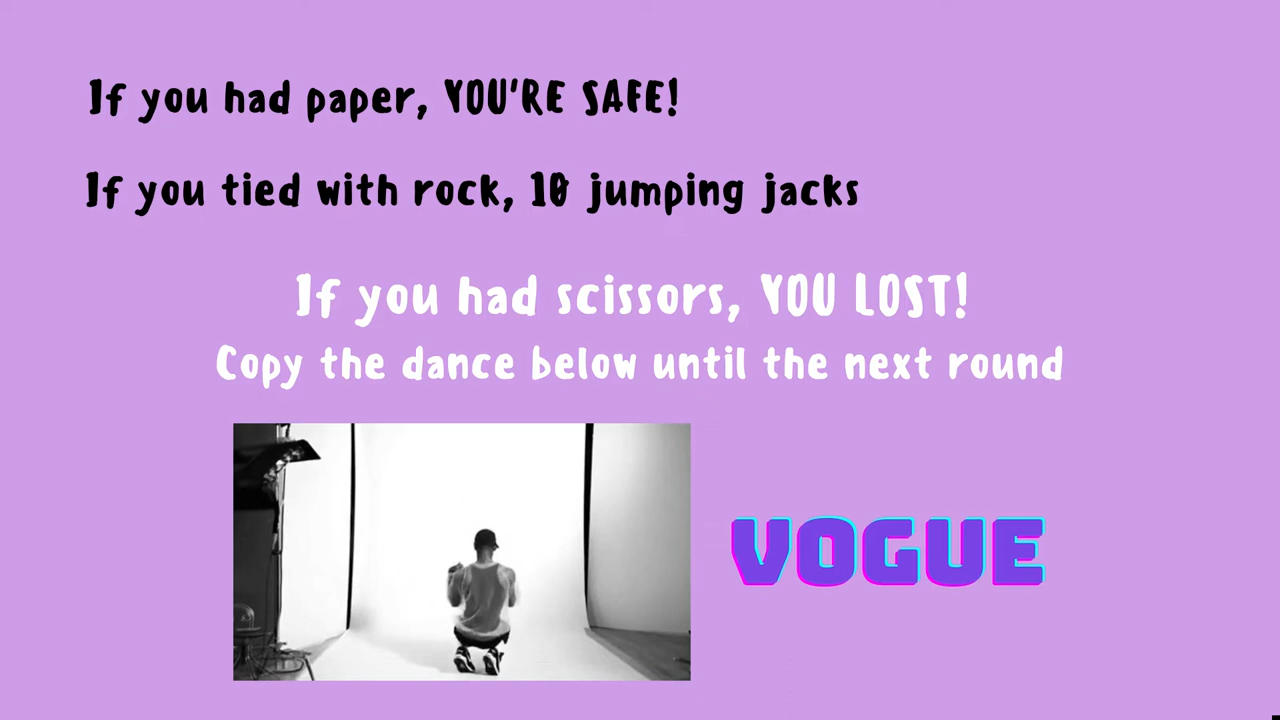 If you had paper, YOU'RE SAFE!
If you tied with rock, 10 jumping jacks
If you had scissors, YOU LOST!
Copy the dance below until the next round
VOGUE